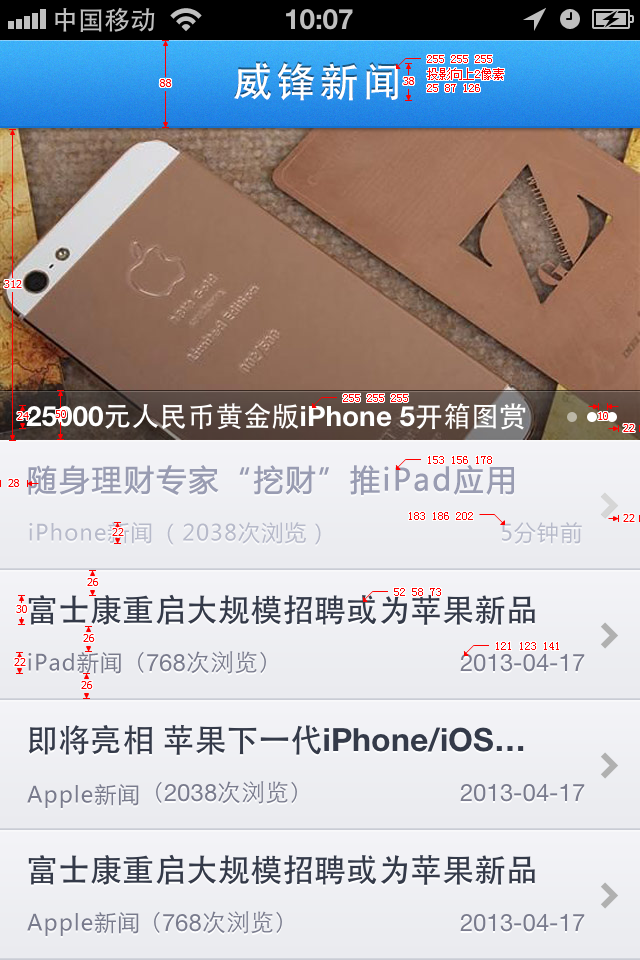 中国移动 10:07
88
威锋新闻
38
255 255 255
投影向上2像素
25 87 126
312
Gold
Limited Edition
255 255 255
24
50
25000元人民币黄金版iPhone 5开箱图赏
10
22
153 156 178
28
随身理财专家“挖财”推iPad应用
183 186 202
22
iPhone新闻（2038次浏览）
22
5分钟前
26
52 58 73
30
富士康重启大规模招聘或为苹果新品
26
121 123 141
22
iPad新闻（768次浏览）
2013-04-17
26
即将亮相 苹果下一代iPhone/iOS...
Apple新闻（2038次浏览）
2013-04-17
富士康重启大规模招聘或为苹果新品
Apple新闻（768次浏览）
2013-04-17